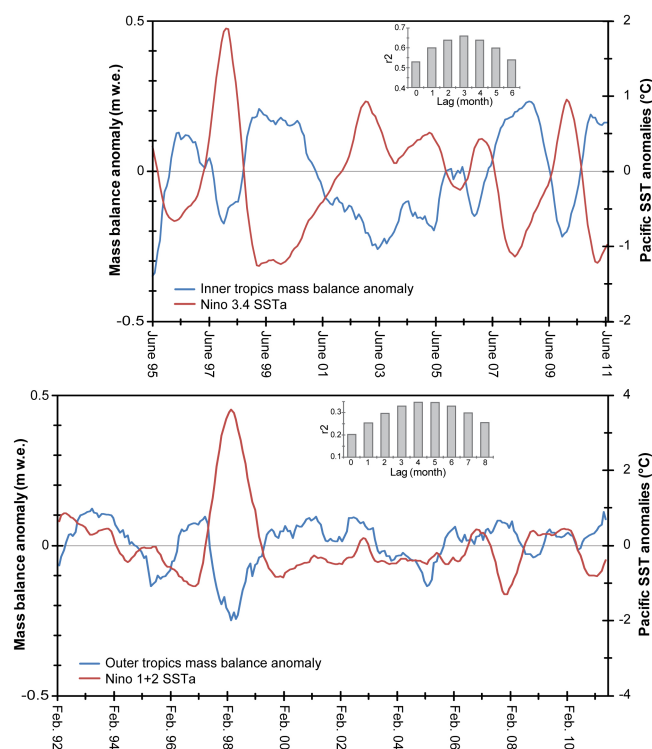 0.5
0
-0.5
Mass balance anomaly (m w.e.)
2
1
0
-1
-2
Pacific SST anomalies (°C)
0.7
0.6
0.5
0.4
r2
0 1 2 3 4 5 6
Lag (month)
Inner tropics mass balance anomaly
Nino 3.4 SSTa
June 95
June 97
June 99
June 01
June 03
June 05
June 07
June 09
June 11
0.5
0
-0.5
Mass balance anomaly (m w.e.)
4
2
0
-2
-4
Pacific SST anomalies (°C)
0.3
0.2
0.1
r2
0 1 2 3 4 5 6 7 8
Lag (month)
Outer tropics mass balance anomaly
Nino 1+2 SSTa
Feb. 92
Feb. 94
Feb. 96
Feb. 98
Feb. 00
Feb. 02
Feb. 04
Feb. 06
Feb. 08
Feb. 10